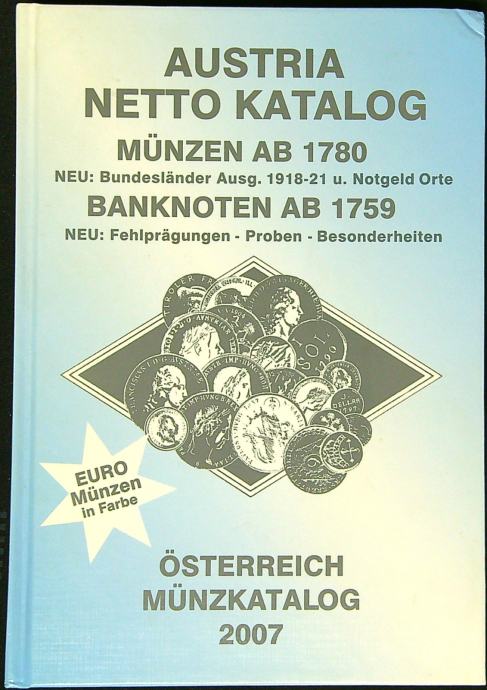 AUSTRIA
NETTO KATALOG
MÜNZEN AB 1780
NEU: Bundesländer Ausg. 1918-21 u. Notgeld Orte
BANKNOTEN AB 1759
NEU: Fehlprägungen - Proben - Besonderheiten
EURO
Münzen
in Farbe
ÖSTERREICH
MÜNZKATALOG
2007